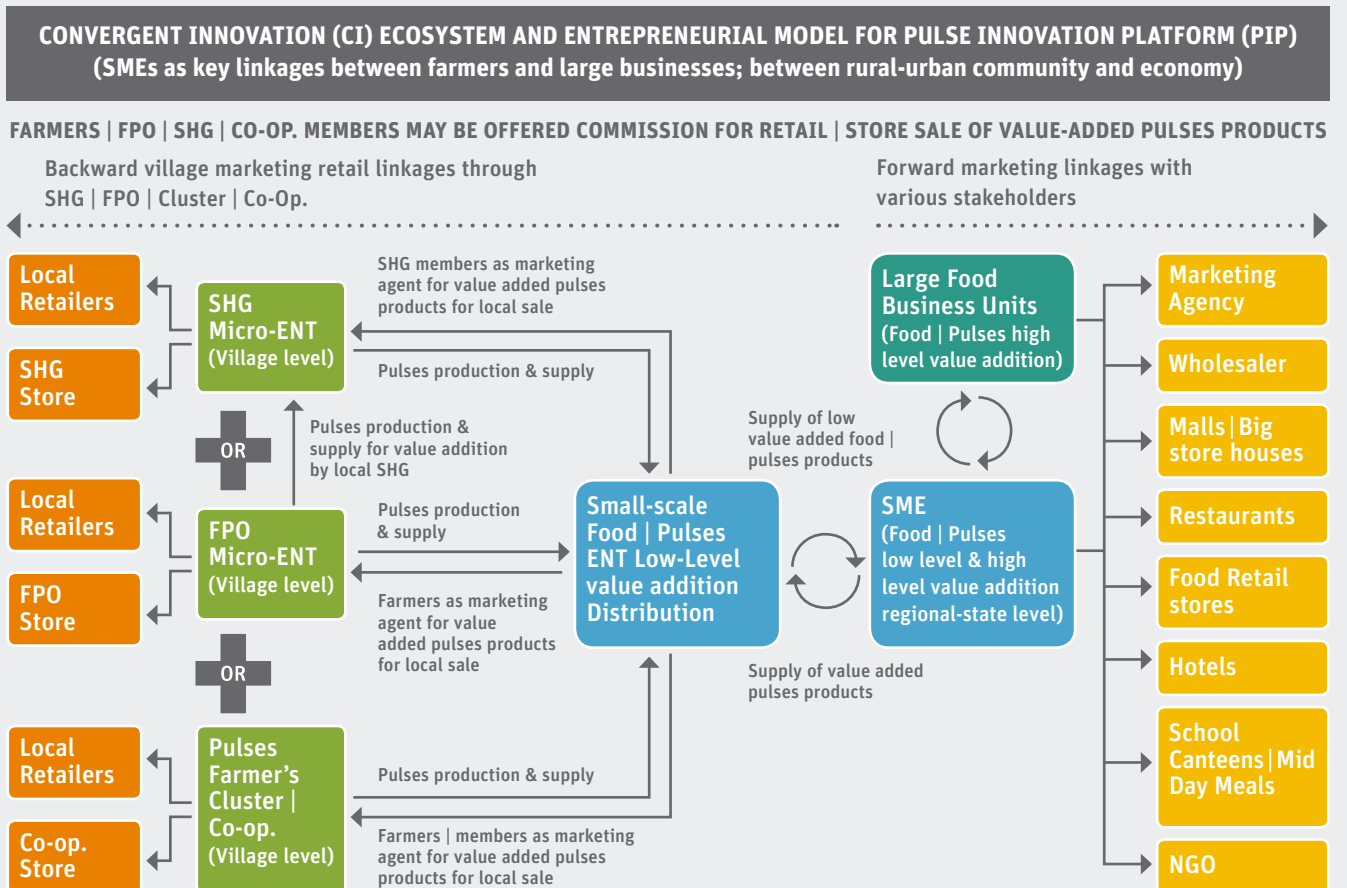 CONVERGENT INNOVATION (CI) ECOSYSTEM AND ENTREPRENEURIAL MODEL FOR PULSE INNOVATION PLATFORM (PIP)
(SMEs as key linkages between farmers and large businesses; between rural-urban community and economy)
FARMERS | FPO | SHG | CO-OP. MEMBERS MAY BE OFFERED COMMISSION FOR RETAIL | STORE SALE OF VALUE-ADDED PULSES PRODUCTS
Backward village marketing retail linkages through
SHG | FPO | Cluster | Co-Op.
Forward marketing linkages with
various stakeholders
Local
Retailers
SHG
Store
SHG
Micro-ENT
(Village level)
SHG members as marketing
agent for value added pulses
products for local sale
Pulses production & supply
OR
Pulses production &
supply for value addition
by local SHG
Local
Retailers
FPO
Store
FPO
Micro-ENT
(Village level)
Pulses production
& supply
Farmers as marketing
agent for value
added pulses products
for local sale
OR
Local
Retailers
Co-op.
Store
Pulses
Farmer's
Cluster |
Co-op.
(Village level)
Pulses production & supply
Farmers | members as marketing
agent for value added pulses
products for local sale
Small-scale
Food | Pulses
ENT Low-Level
value addition
Distribution
Supply of low
value added food |
pulses products
Supply of value added
pulses products
Large Food
Business Units
(Food | Pulses high
level value addition)
SME
(Food | Pulses
low level & high
level value addition
regional-state level)
Marketing
Agency
Wholesaler
Malls | Big
store houses
Restaurants
Food Retail
stores
Hotels
School
Canteens | Mid
Day Meals
NGO